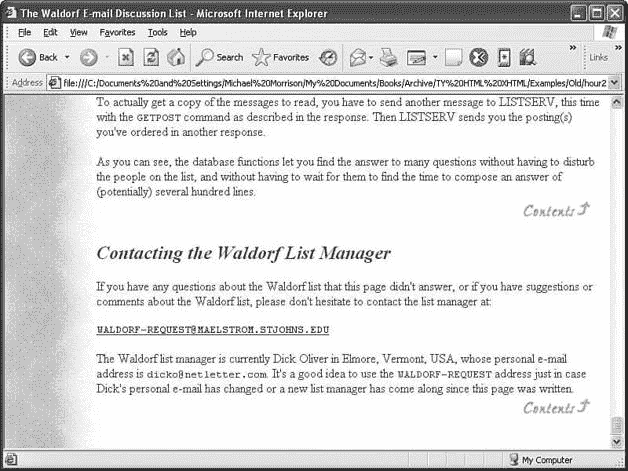 The Waldorf E-mail Discussion List - Microsoft Internet Explorer
File Edit View Favorites Tools Help
Back Search Favorites Links
Address file:///C:/Documents%20and%20Settings/Michael%20Morrison/My%20Documents/Books/Archive/TY%20HTML%20XHTML/Examples/Old/hour2
To actually get a copy of the messages to read, you have to send another message to LISTSERV, this time
with the GETPOST command as described in the response. Then LISTSERV sends you the posting(s)
you've ordered in another response.
As you can see, the database functions let you find the answer to many questions without having to disturb
the people on the list, and without having to wait for them to find the time to compose an answer of
(potentially) several hundred lines.
Contents
Contacting the Waldorf List Manager
If you have any questions about the Waldorf list that this page didn't answer, or if you have suggestions or
comments about the Waldorf list, please don't hesitate to contact the list manager at:
WALDORF-REQUEST@MAELSTROM.STJOHNS.EDU
The Waldorf list manager is currently Dick Oliver in Elmore, Vermont, USA, whose personal e-mail
address is dicko@netletter.com. It's a good idea to use the WALDORF-REQUEST address just in case
Dick's personal e-mail has changed or a new list manager has come along since this page was written.
Contents
My Computer